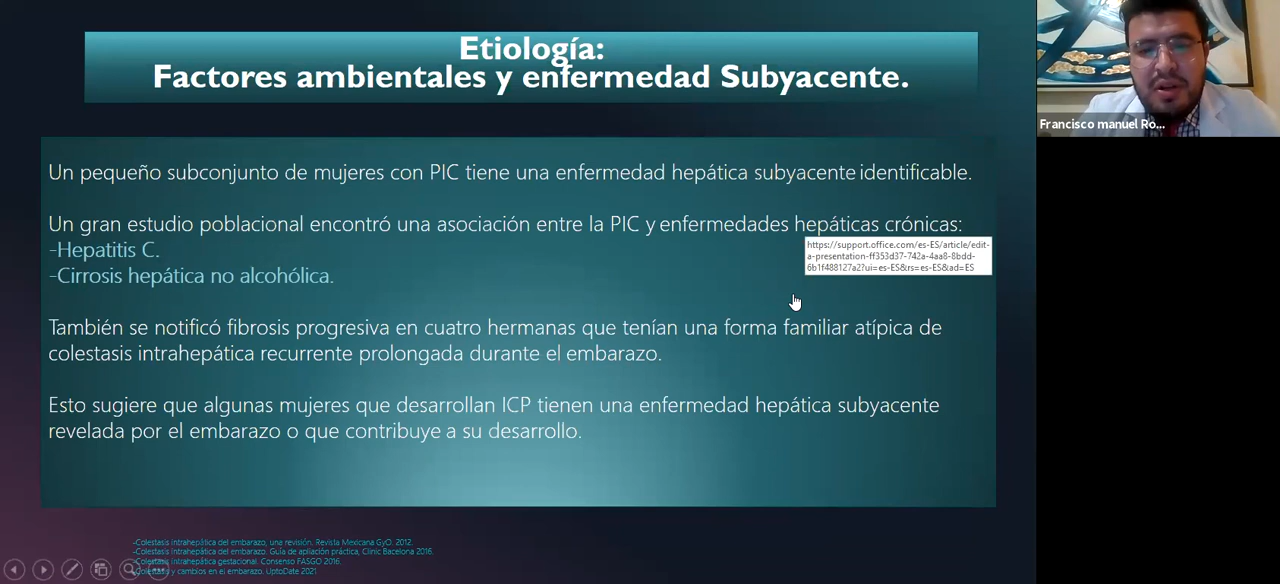 Etiología:
Factores ambientales y enfermedad Subyacente.
Un pequeño subconjunto de mujeres con PIC tiene una enfermedad hepática subyacente identificable.
Un gran estudio poblacional encontró una asociación entre la PIC y enfermedades hepáticas crónicas:
-Hepatitis C.
-Cirrosis hepática no alcohólica.
https://support.office.com/es-ES/article/edit-
a-presentation-ff353d37-742a-4aa8-8bdd-
6b1f488127a2?ui=es-ES&rs=es-ES&ad=ES
También se notificó fibrosis progresiva en cuatro hermanas que tenían una forma familiar atípica de
colestasis intrahepática recurrente prolongada durante el embarazo.
Esto sugiere que algunas mujeres que desarrollan ICP tienen una enfermedad hepática subyacente
revelada por el embarazo o que contribuye a su desarrollo.
-Colestasis intrahepática del embarazo, una revisión. Revista Mexicana GyO. 2012.
-Colestasis intrahepática del embarazo. Guía de apliación práctica, Clinic Bacelona 2016.
-Colestasis intrahepática gestacional. Consenso FASGO 2016.
y cambios en el embarazo. UptoDate 2021
Francisco manuel Ro...